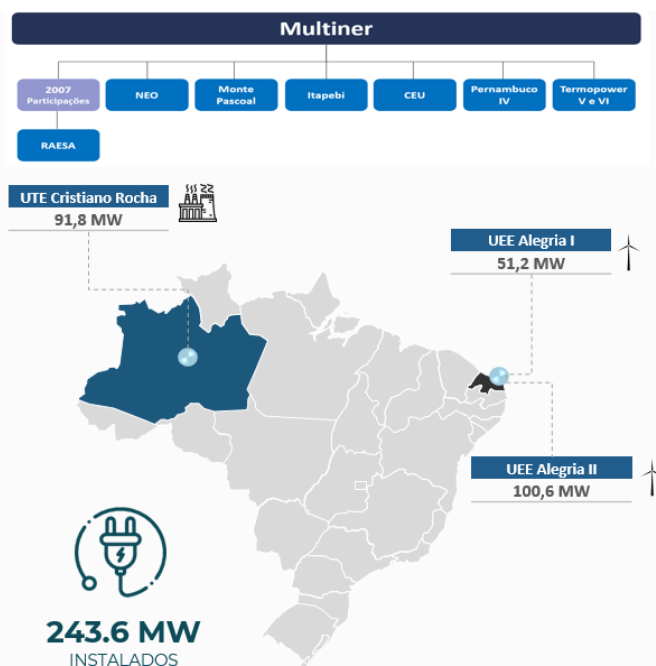 Multiner
2007
Participações
NEO
Monte
Pascoal
Itapebi
CEU
Pernambuco
IV
Termopower
V e VI
RAESA
UTE Cristiano Rocha
91,8 MW
UEE Alegria I
51,2 MW
UEE Alegria II
100,6 MW
243.6 MW
INSTALADOS